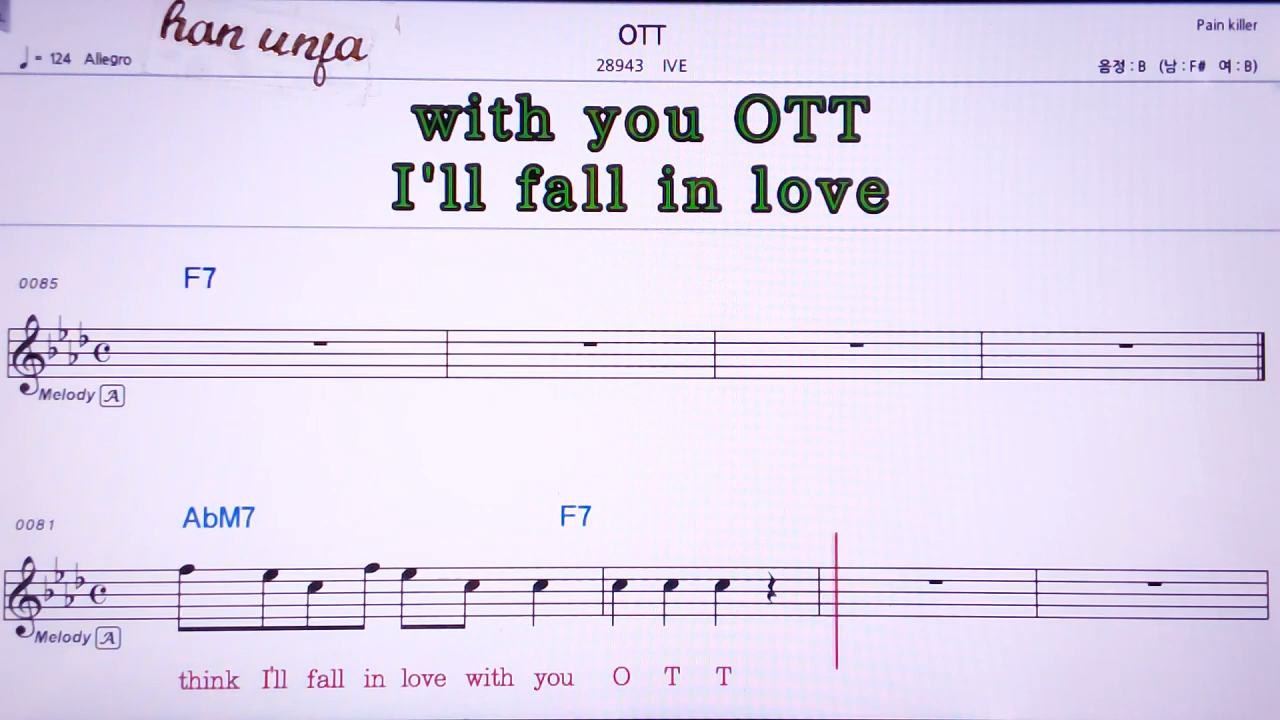 han unja
OTT
Pain killer
♩ = 124 Allegro
28943 IVE
음정 : B (남 : F# 여 : B)
with you OTT
I'll fall in love
0085
F7
Melody A
0081
AbM7 F7
Melody A
think I'll fall in love with you O T T